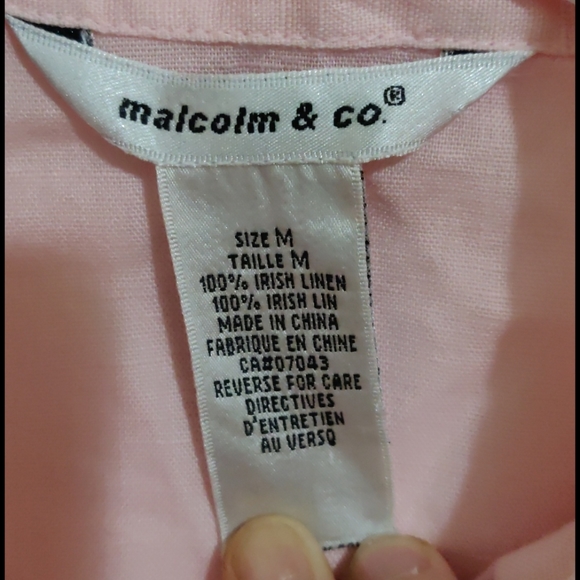 malcolm & co.®
SIZE M
TAILLE M
100% IRISH LINEN
100% IRISH LIN
MADE IN CHINA
FABRIQUE EN CHINE
CA#07043
REVERSE FOR CARE
DIRECTIVES
D'ENTRETIEN
AU VERSO